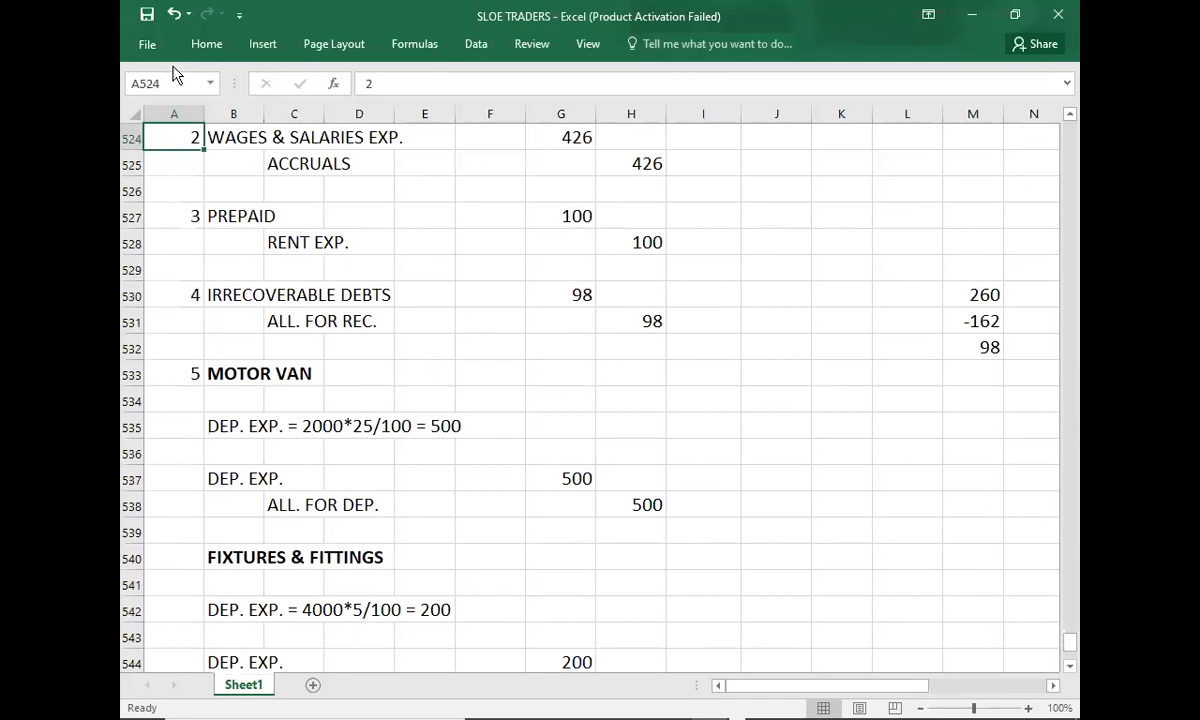 SLOE TRADERS - Excel (Product Activation Failed)
File Home Insert Page Layout Formulas Data Review View Tell me what you want to do... Share
A524 fx 2
A B C D E F G H I J K L M N
524 2 WAGES & SALARIES EXP. 426
525 ACCRUALS 426
526
527 3 PREPAID 100
528 RENT EXP. 100
529
530 4 IRRECOVERABLE DEBTS 98 260
531 ALL. FOR REC. 98 -162
532 98
533 5 MOTOR VAN
534
535 DEP. EXP. = 2000*25/100 = 500
536
537 DEP. EXP. 500
538 ALL. FOR DEP. 500
539
540 FIXTURES & FITTINGS
541
542 DEP. EXP. = 4000*5/100 = 200
543
544 DEP. EXP. 200
Sheet1
Ready 100%